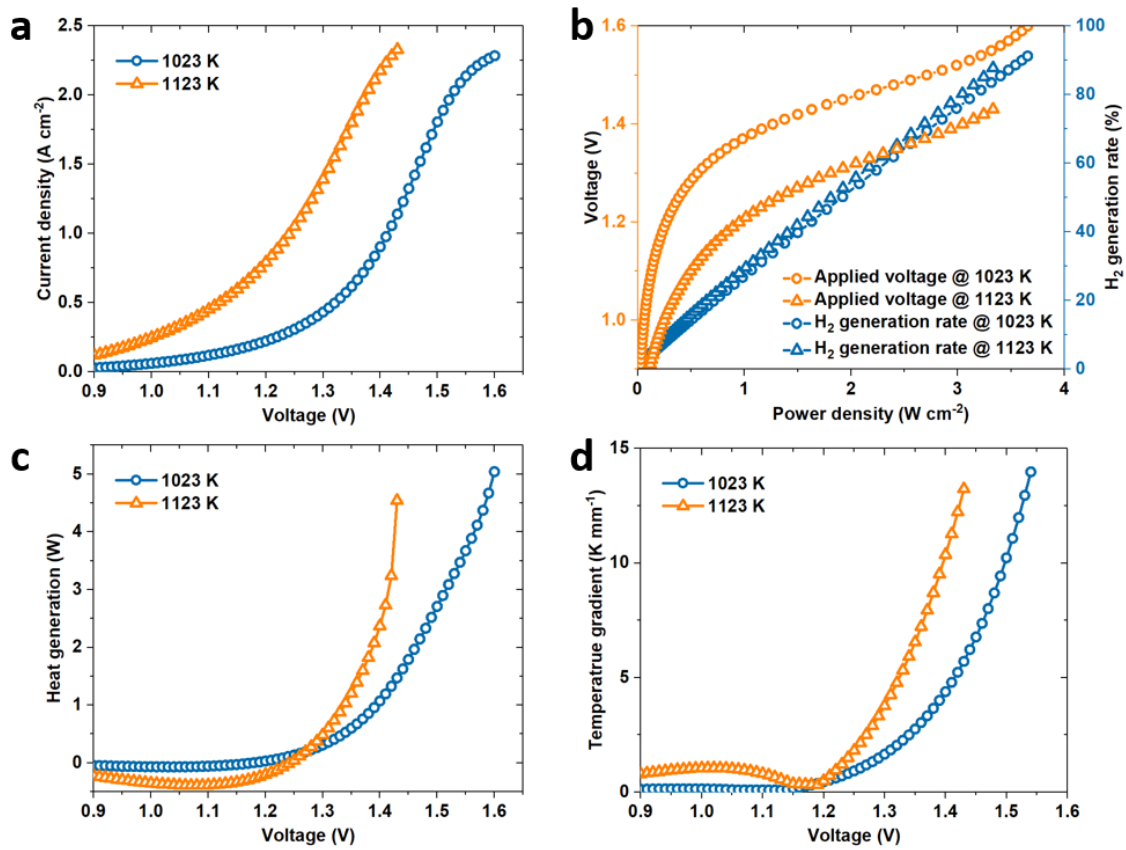 a
2.5
2.0
1.5
1.0
0.5
0.0
Current density (A cm-2)
1023 K
1123 K
0.9 1.0 1.1 1.2 1.3 1.4 1.5 1.6
Voltage (V)
b
1.6
1.4
1.2
1.0
Voltage (V)
100
80
60
40
20
0
H2 generation rate (%)
Applied voltage @ 1023 K
Applied voltage @ 1123 K
H2 generation rate @ 1023 K
H2 generation rate @ 1123 K
0 1 2 3 4
Power density (W cm-2)
c
5
4
3
2
1
0
Heat generation (W)
1023 K
1123 K
0.9 1.0 1.1 1.2 1.3 1.4 1.5 1.6
Voltage (V)
d
15
10
5
0
Temperatrue gradient (K mm-1)
1023 K
1123 K
0.9 1.0 1.1 1.2 1.3 1.4 1.5 1.6
Voltage (V)